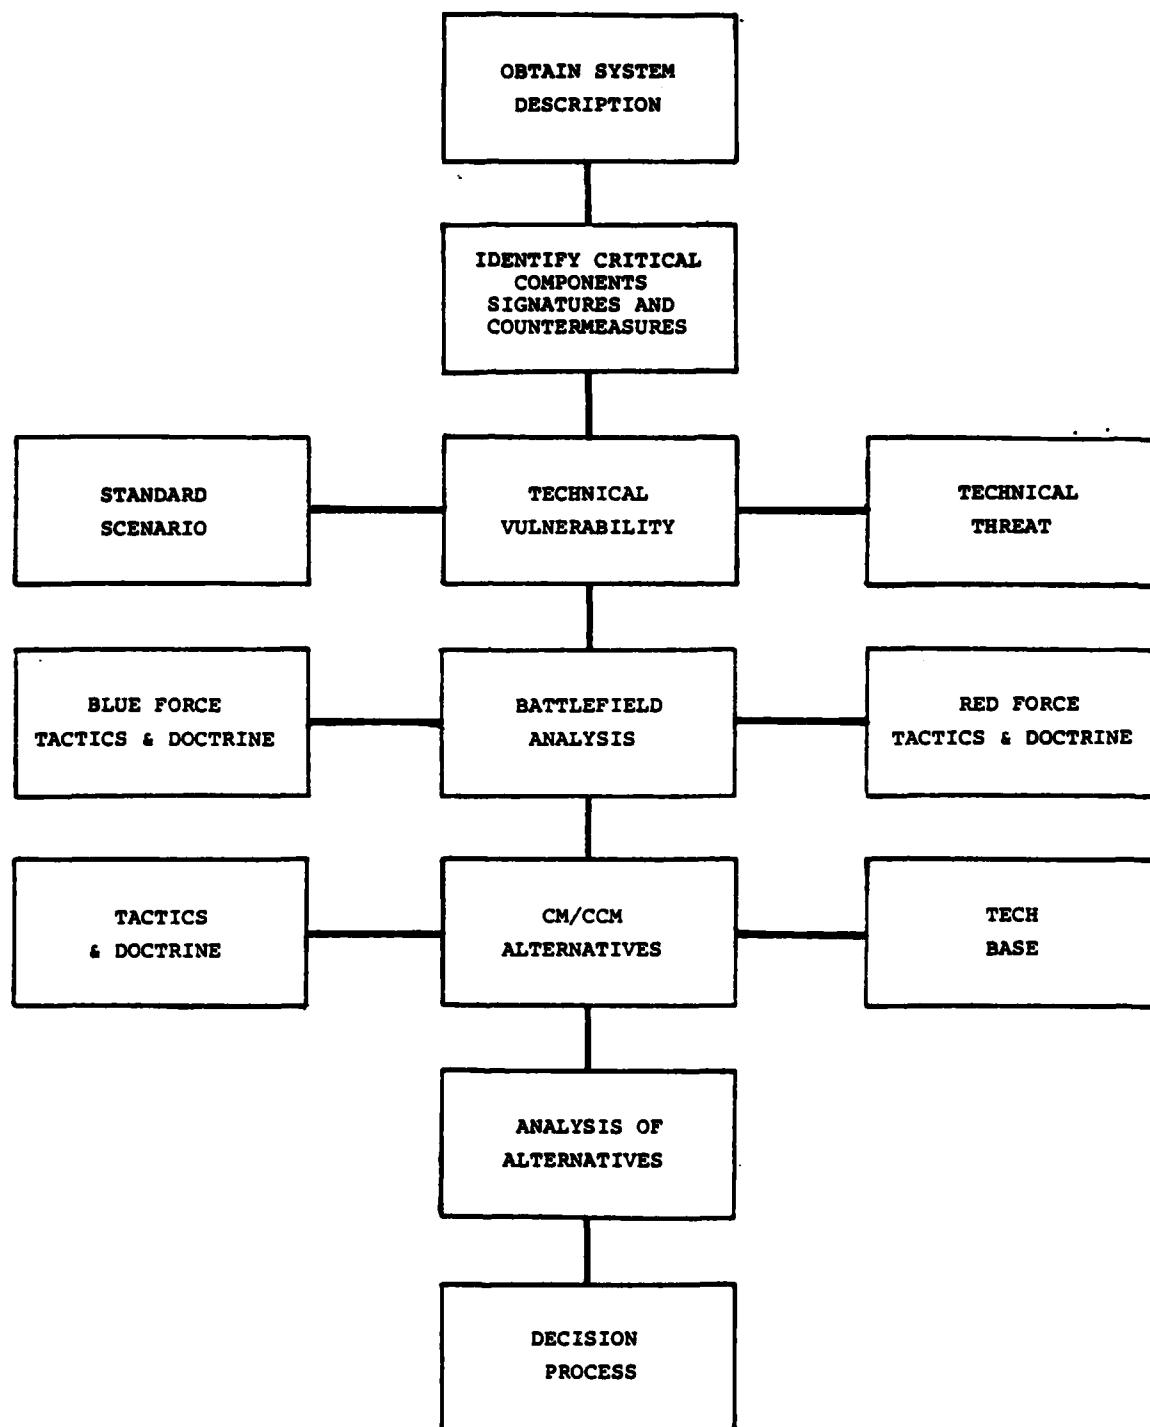 OBTAIN SYSTEM
DESCRIPTION
IDENTIFY CRITICAL
COMPONENTS
SIGNATURES AND
COUNTERMEASURES
STANDARD
SCENARIO
TECHNICAL
VULNERABILITY
TECHNICAL
THREAT
BLUE FORCE
TACTICS & DOCTRINE
BATTLEFIELD
ANALYSIS
RED FORCE
TACTICS & DOCTRINE
TACTICS
& DOCTRINE
CM/CCM
ALTERNATIVES
TECH
BASE
ANALYSIS OF
ALTERNATIVES
DECISION
PROCESS